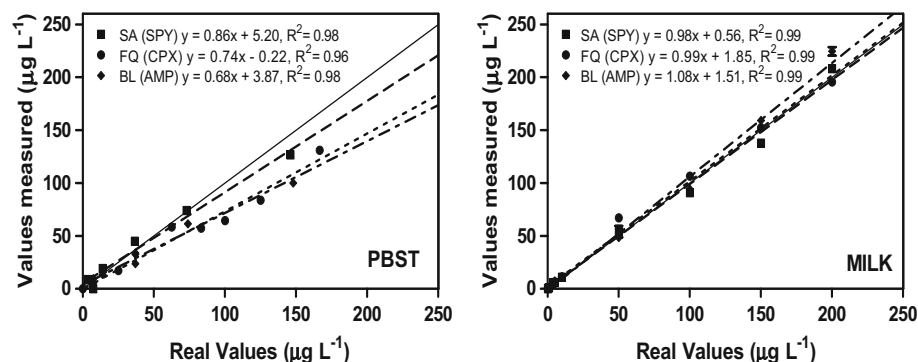 SA (SPY) y = 0.86x + 5.20, R²= 0.98
FQ (CPX) y = 0.74x - 0.22, R²= 0.96
BL (AMP) y = 0.68x + 3.87, R²= 0.98
Values measured (µg L⁻¹)
250
200
150
100
50
0
PBST
0 50 100 150 200 250
Real Values (µg L⁻¹)
SA (SPY) y = 0.98x + 0.56, R²= 0.99
FQ (CPX) y = 0.99x + 1.85, R²= 0.99
BL (AMP) y = 1.08x + 1.51, R²= 0.99
Values measured (µg L⁻¹)
250
200
150
100
50
0
MILK
0 50 100 150 200 250
Real Values (µg L⁻¹)